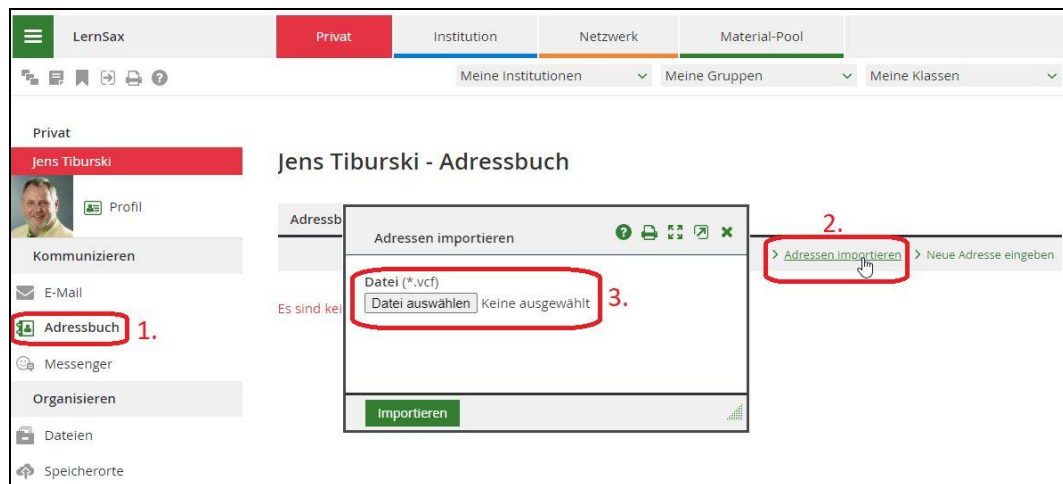 LernSax Privat Institution Netzwerk Material-Pool
Meine Institutionen Meine Gruppen Meine Klassen
Privat
Jens Tiburski
Profil
Kommunizieren
E-Mail
Adressbuch 1.
Messenger
Organisieren
Dateien
Speicherorte
Jens Tiburski - Adressbuch
Adressb
2.
Adressen importieren Neue Adresse eingeben
Es sind kei
Adressen importieren
Datei (*.vcf)
Datei auswählen Keine ausgewählt 3.
Importieren